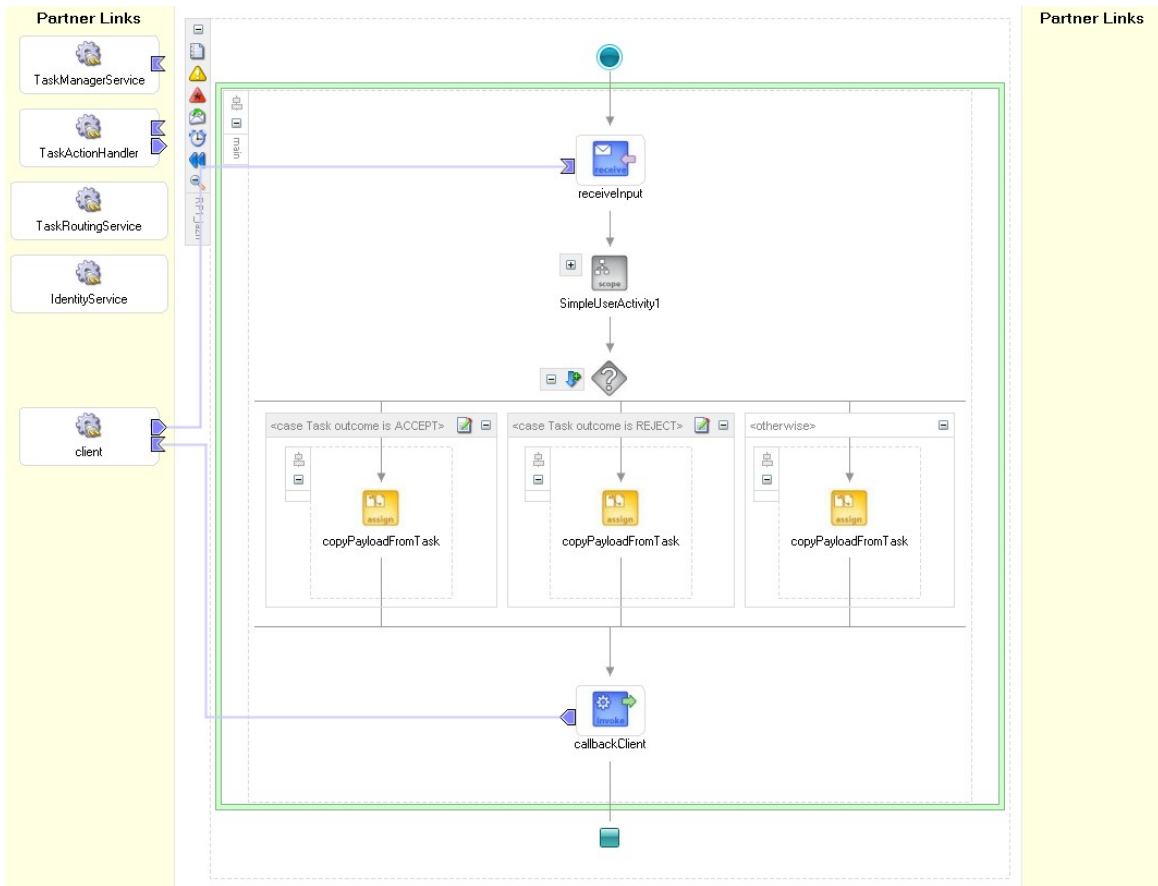 Partner Links
Partner Links
TaskManagerService
TaskActionHandler
TaskRoutingService
IdentityService
client
main
receive
receiveInput
scope
SimpleUserActivity1
<case Task outcome is ACCEPT>
<case Task outcome is REJECT>
<otherwise>
assign
assign
assign
copyPayloadFromTask
copyPayloadFromTask
copyPayloadFromTask
invoke
callbackClient